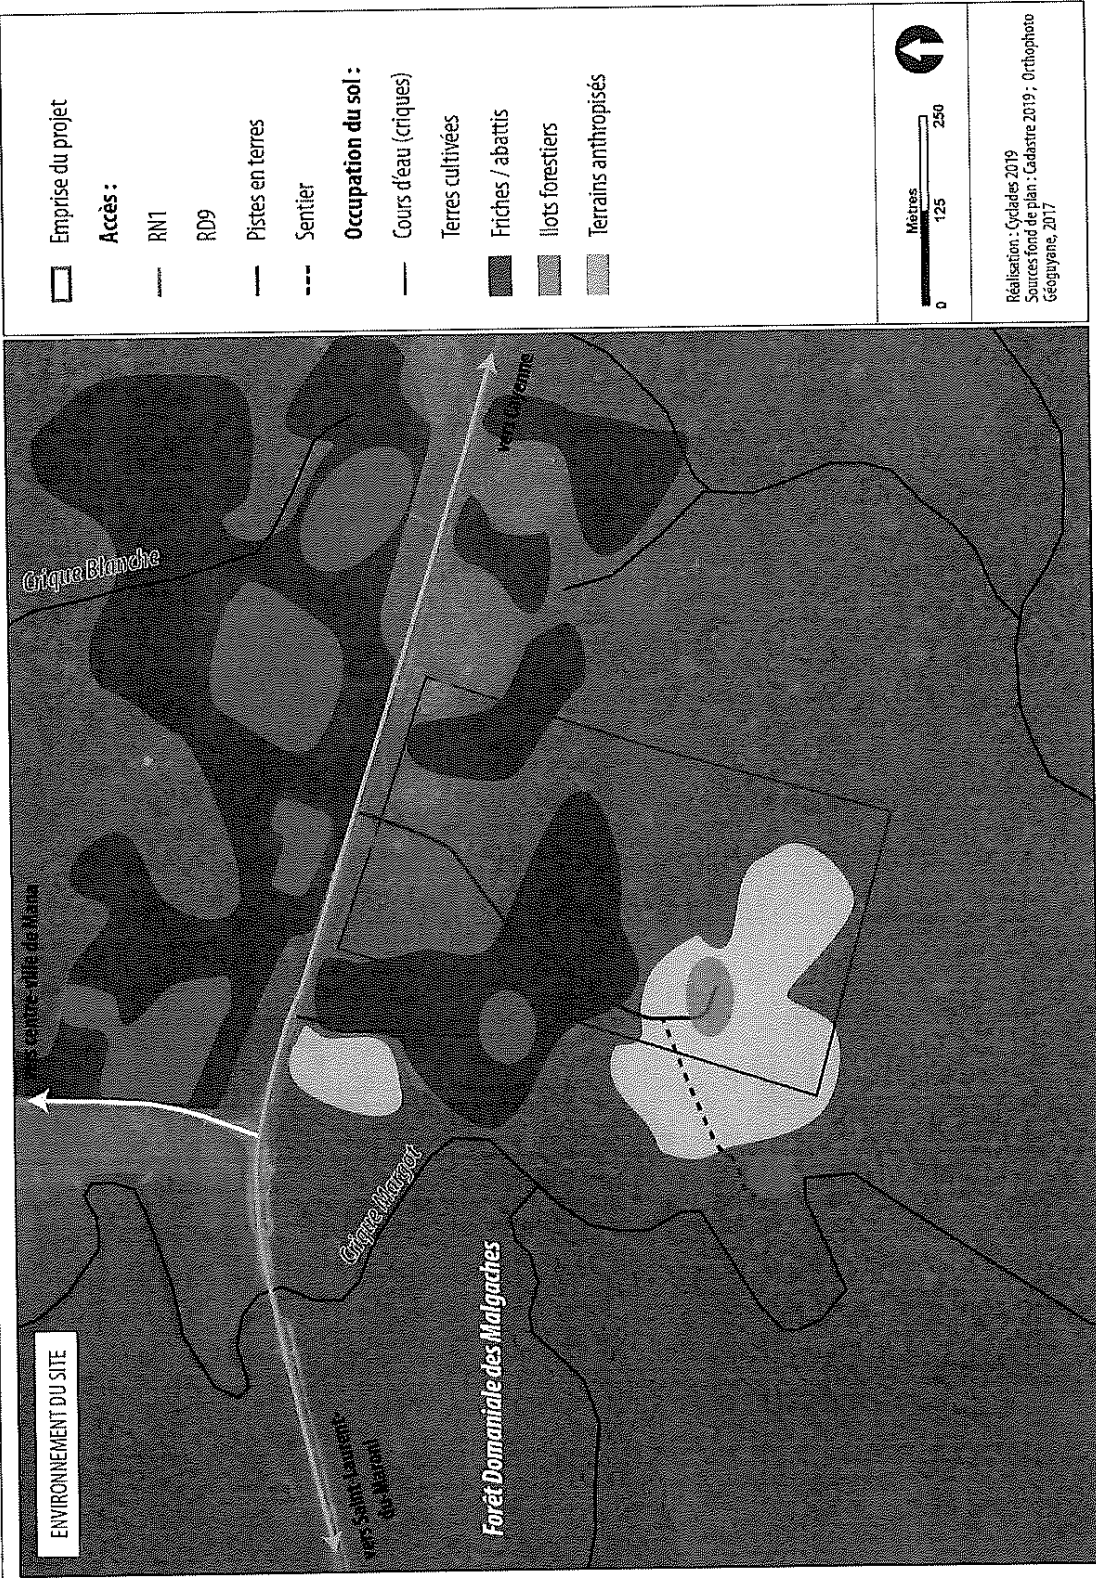 ENVIRONNEMENT DU SITE
vers centre-ville de Mana
Crique Blanche
vers Saint Laurent
du Maroni
Crique Margot
vers Cayenne
Forêt Domaniale des Malgaches
Emprise du projet
Accès :
RN1
RD9
Pistes en terres
Sentier
Occupation du sol :
Cours d'eau (criques)
Terres cultivées
Friches / abattis
Ilots forestiers
Terrains anthropisés
Mètres
0 125 250
Réalisation : Cyclades 2019
Sources fond de plan : Cadastre 2019 ; Orthophoto
Géoguyane, 2017